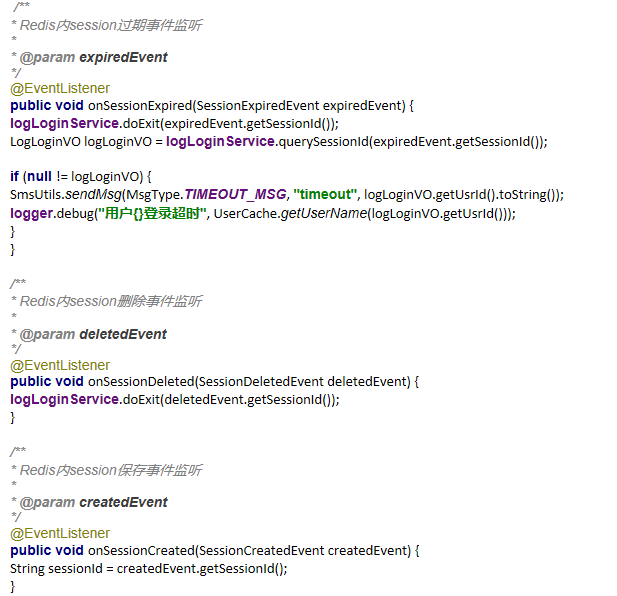 /**
* Redis内session过期事件监听
*
* @param expiredEvent
*/
@EventListener
public void onSessionExpired(SessionExpiredEvent expiredEvent) {
logLoginService.doExit(expiredEvent.getSessionId());
LogLoginVO logLoginVO = logLoginService.querySessionId(expiredEvent.getSessionId());
if (null != logLoginVO) {
SmsUtils.sendMsg(MsgType.TIMEOUT_MSG, "timeout", logLoginVO.getUsrId().toString());
logger.debug("用户{}登录超时", UserCache.getUserName(logLoginVO.getUsrId()));
}
}
/**
* Redis内session删除事件监听
*
* @param deletedEvent
*/
@EventListener
public void onSessionDeleted(SessionDeletedEvent deletedEvent) {
logLoginService.doExit(deletedEvent.getSessionId());
}
/**
* Redis内session保存事件监听
*
* @param createdEvent
*/
@EventListener
public void onSessionCreated(SessionCreatedEvent createdEvent) {
String sessionId = createdEvent.getSessionId();
}